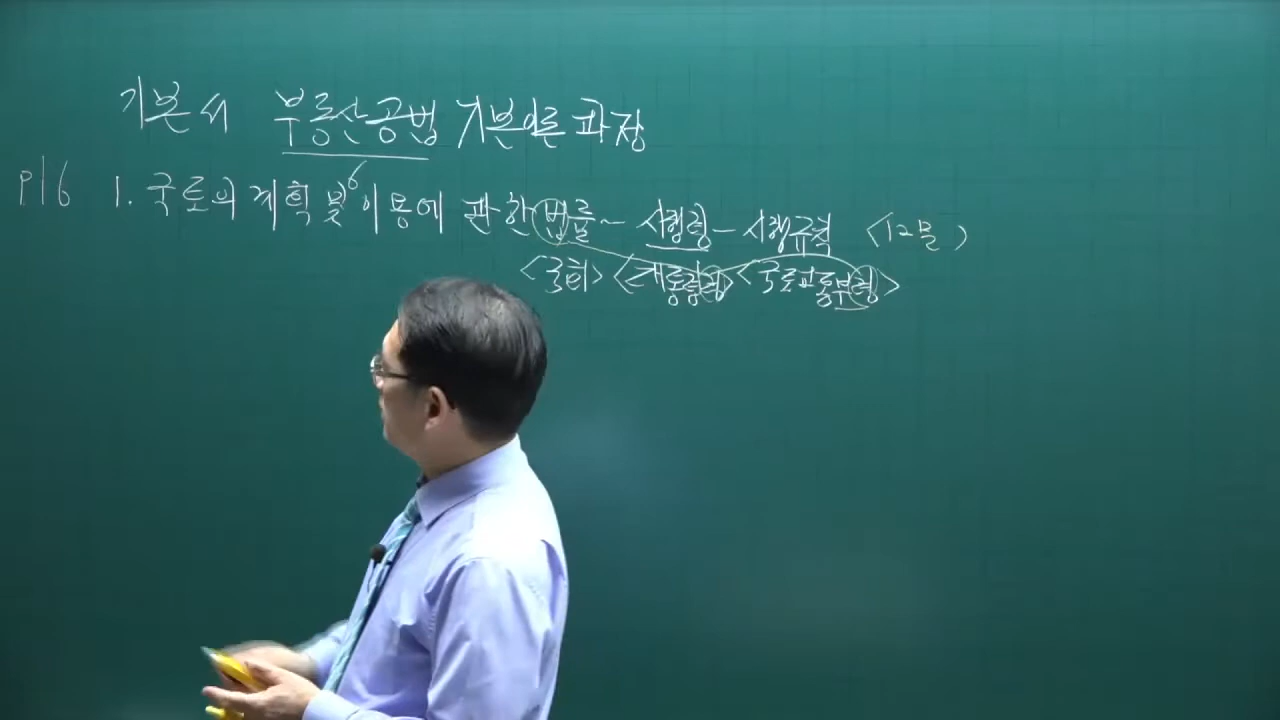 기본서 부동산공법 기본이론 과정
P16 1. 국토의 계획 및 이용에 관한 법률 - 시행령 - 시행규칙 <12문>
<국회> <대통령령> <국토교통부령>